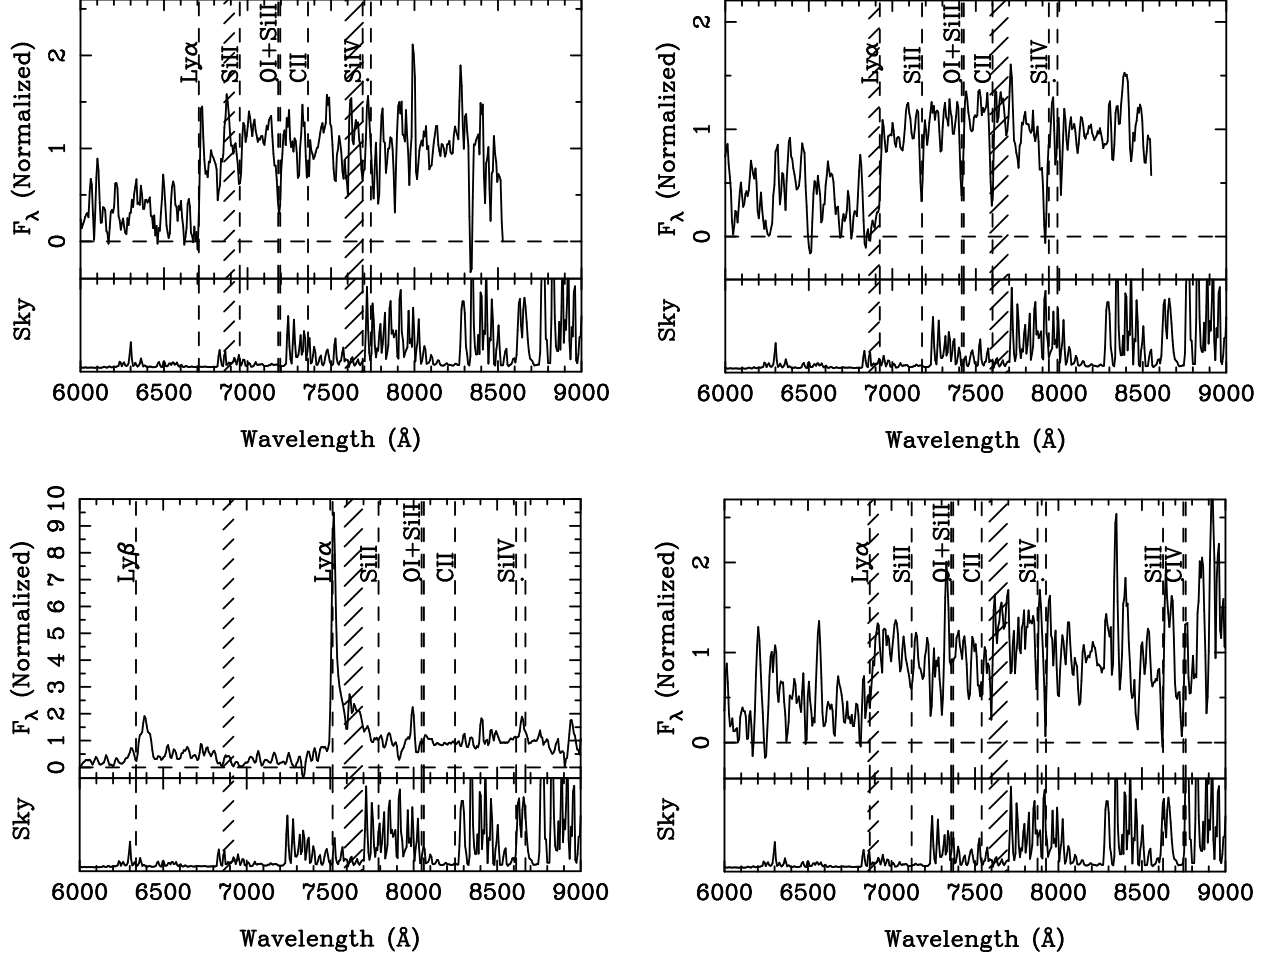 Lyα SiII OI+SiII CII SiIV
F_λ (Normalized)
2
1
0
Sky
6000 6500 7000 7500 8000 8500 9000
Wavelength (Å)
Lyα SiII OI+SiII CII SiIV
F_λ (Normalized)
2
1
0
Sky
6000 6500 7000 7500 8000 8500 9000
Wavelength (Å)
Lyβ Lyα SiII OI+SiII CII SiIV
F_λ (Normalized)
10
9
8
7
6
5
4
3
2
1
0
Sky
6000 6500 7000 7500 8000 8500 9000
Wavelength (Å)
Lyα SiII OI+SiII CII SiIV SiII CIV
F_λ (Normalized)
2
1
0
Sky
6000 6500 7000 7500 8000 8500 9000
Wavelength (Å)